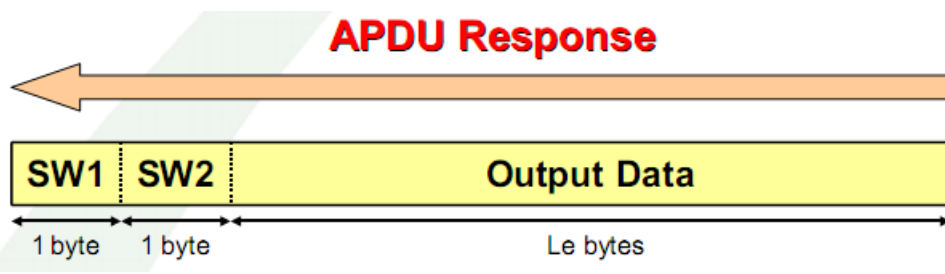 APDU Response
SW1 SW2 Output Data
1 byte 1 byte Le bytes